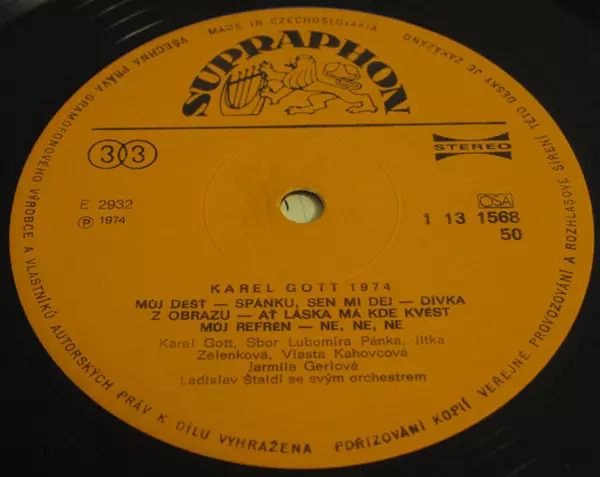 MADE IN CZECHOSLOVAKIA
SUPRAPHON
33
STEREO
E 2932
℗ 1974
OSA
1 13 1568
50
KAREL GOTT 1974
MŮJ DÉŠŤ — SPÁNKU, SEN MI DEJ — DÍVKA
Z OBRAZU — AŤ LÁSKA MÁ KDE KVÉST
MŮJ REFRÉN — NE, NE, NE
Karel Gott, Sbor Lubomíra Pánka, Jitka
Zelenková, Vlasta Kahovcová
Jarmila Gerlová
Ladislav Štaidl se svým orchestrem
VŠECHNA PRÁVA GRAMOFONOVÉHO VÝROBCE A VLASTNÍKŮ AUTORSKÝCH PRÁV K DÍLU VYHRAŽENA
POŘIZOVÁNÍ KOPIÍ VEŘEJNÉ PROVOZOVÁNÍ A ROZHLASOVÉ ŠÍŘENÍ TÉTO DESKY JE ZAKÁZÁNO